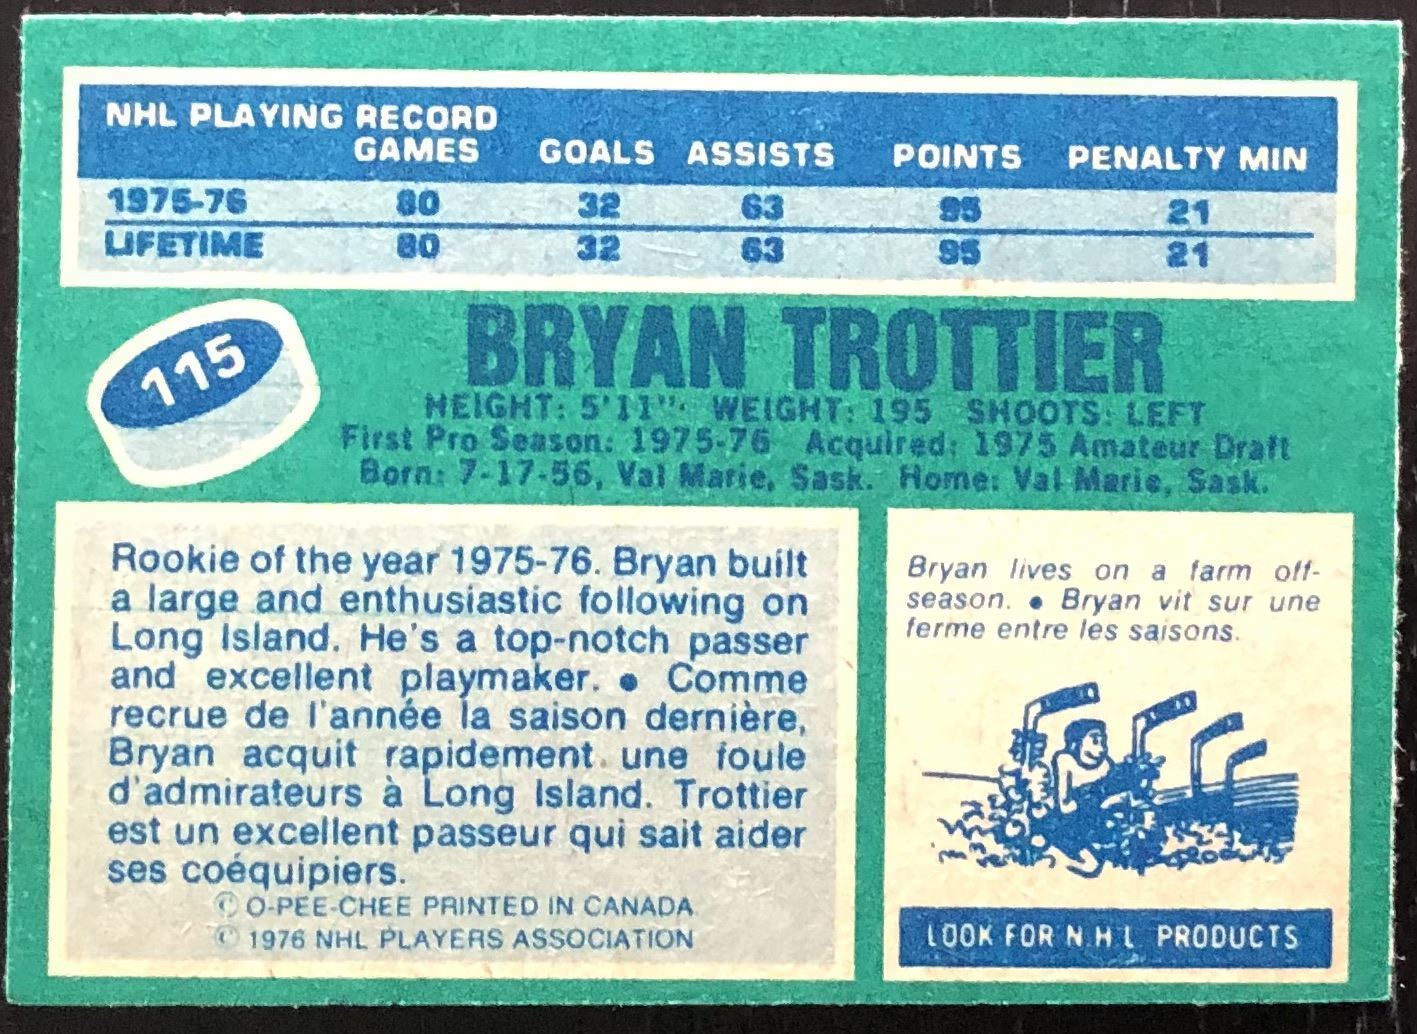 NHL PLAYING RECORD
GAMES GOALS ASSISTS POINTS PENALTY MIN
1975-76 80 32 63 95 21
LIFETIME 80 32 63 95 21
115
BRYAN TROTTIER
HEIGHT: 5'11" WEIGHT: 195 SHOOTS: LEFT
First Pro Season: 1975-76 Acquired: 1975 Amateur Draft
Born: 7-17-56, Val Marie, Sask. Home: Val Marie, Sask.
Rookie of the year 1975-76. Bryan built
a large and enthusiastic following on
Long Island. He's a top-notch passer
and excellent playmaker. • Comme
recrue de l'année la saison dernière,
Bryan acquit rapidement une foule
d'admirateurs à Long Island. Trottier
est un excellent passeur qui sait aider
ses coéquipiers.
© O-PEE-CHEE PRINTED IN CANADA
© 1976 NHL PLAYERS ASSOCIATION
Bryan lives on a farm off-
season. • Bryan vit sur une
ferme entre les saisons.
LOOK FOR N H L PRODUCTS